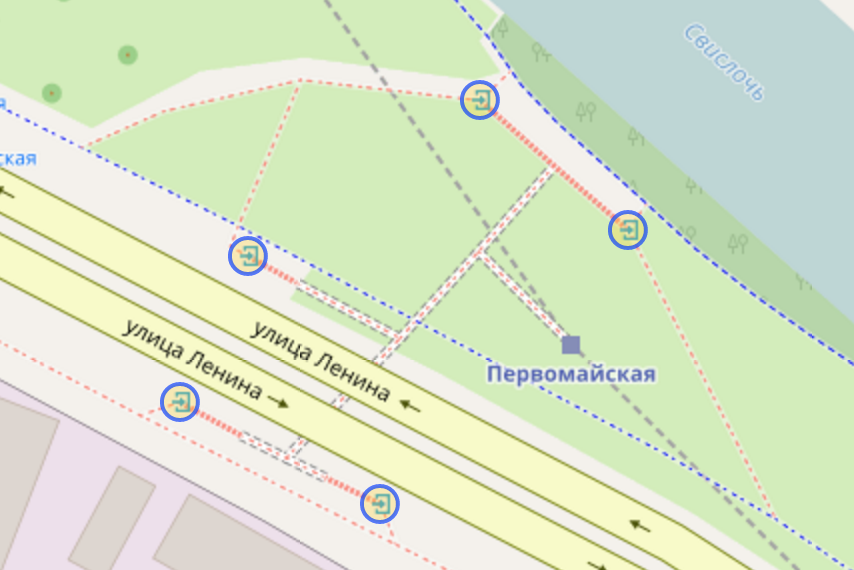 Свислочь
я
ская
улица Ленина
улица Ленина
Первомайская